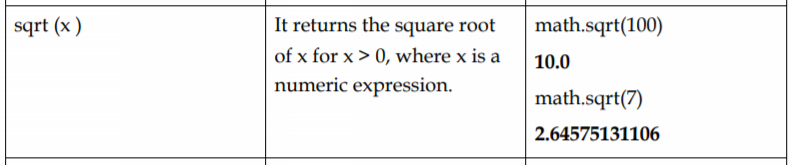 sqrt (x )
It returns the square root
of x for x > 0, where x is a
numeric expression.
math.sqrt(100)
10.0
math.sqrt(7)
2.64575131106